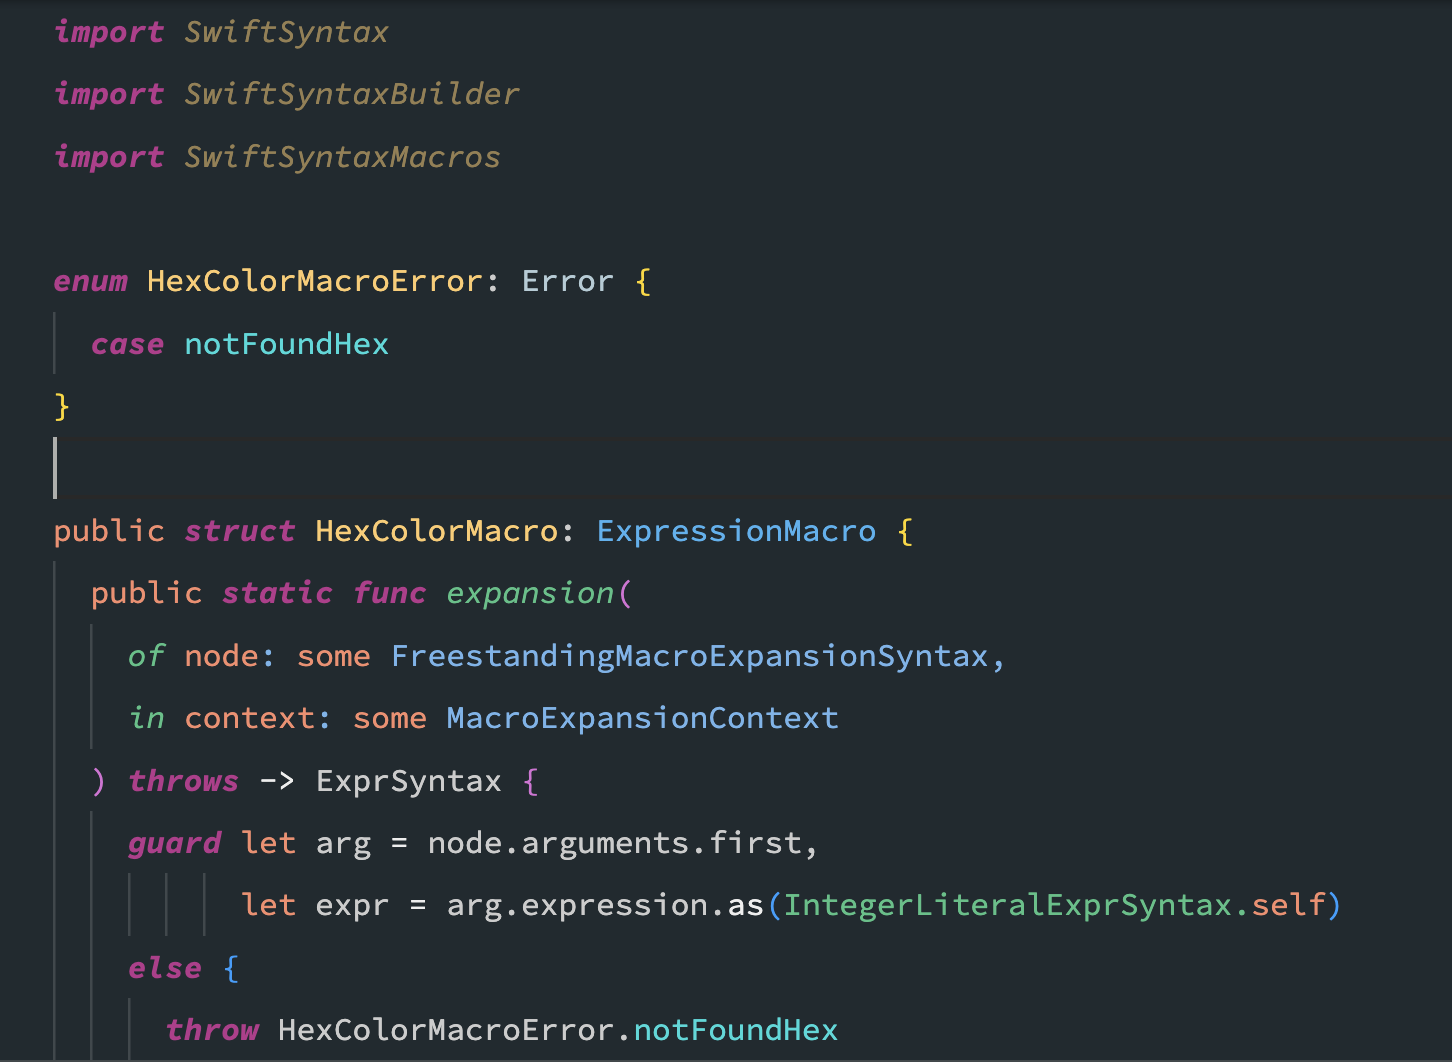 import SwiftSyntax
import SwiftSyntaxBuilder
import SwiftSyntaxMacros

enum HexColorMacroError: Error {
  case notFoundHex
}

public struct HexColorMacro: ExpressionMacro {
  public static func expansion(
    of node: some FreestandingMacroExpansionSyntax,
    in context: some MacroExpansionContext
  ) throws -> ExprSyntax {
    guard let arg = node.arguments.first,
          let expr = arg.expression.as(IntegerLiteralExprSyntax.self)
    else {
      throw HexColorMacroError.notFoundHex